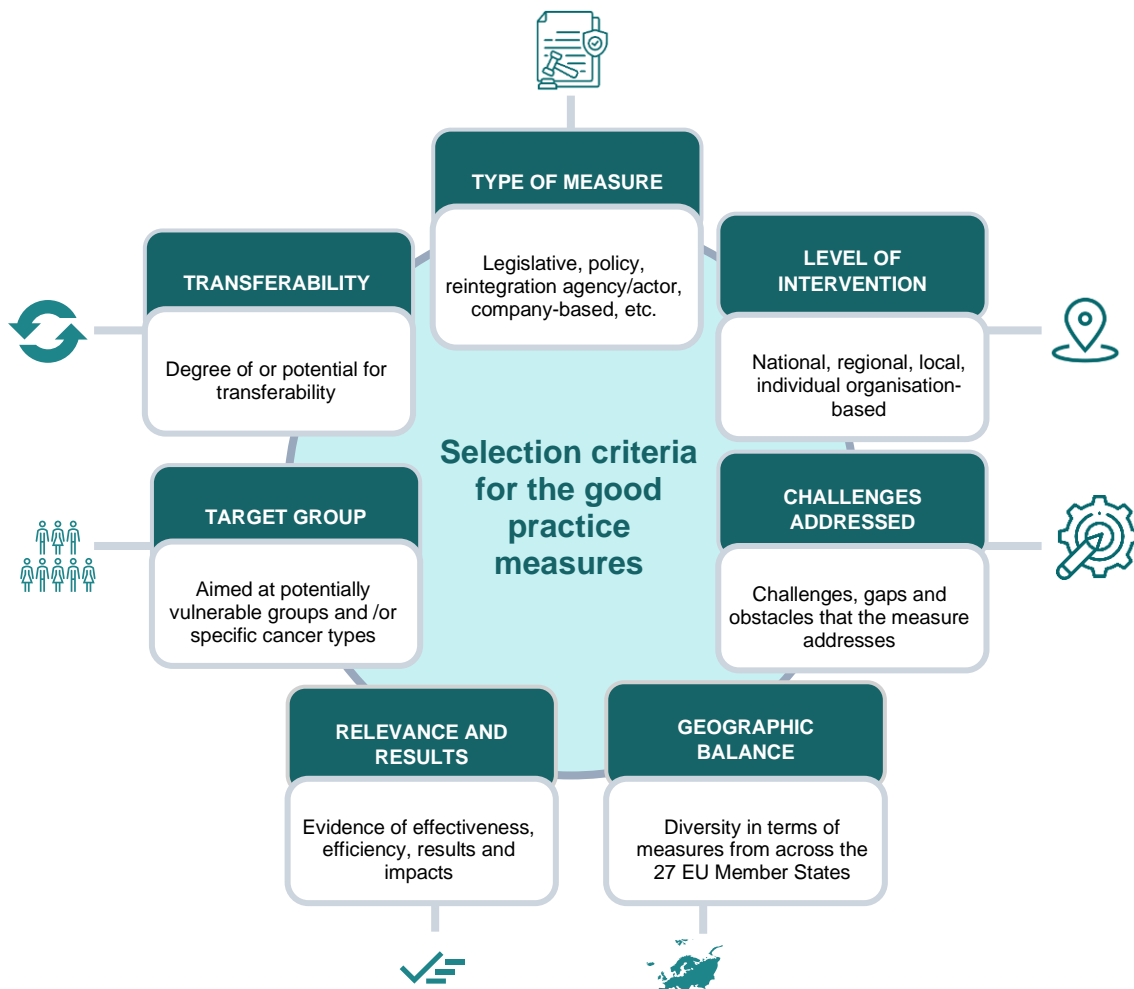 TYPE OF MEASURE
Legislative, policy,
reintegration agency/actor,
company-based, etc.
LEVEL OF
INTERVENTION
National, regional, local,
individual organisation-
based
CHALLENGES
ADDRESSED
Challenges, gaps and
obstacles that the measure
addresses
GEOGRAPHIC
BALANCE
Diversity in terms of
measures from across the
27 EU Member States
RELEVANCE AND
RESULTS
Evidence of effectiveness,
efficiency, results and
impacts
TARGET GROUP
Aimed at potentially
vulnerable groups and /or
specific cancer types
TRANSFERABILITY
Degree of or potential for
transferability
Selection criteria
for the good
practice
measures